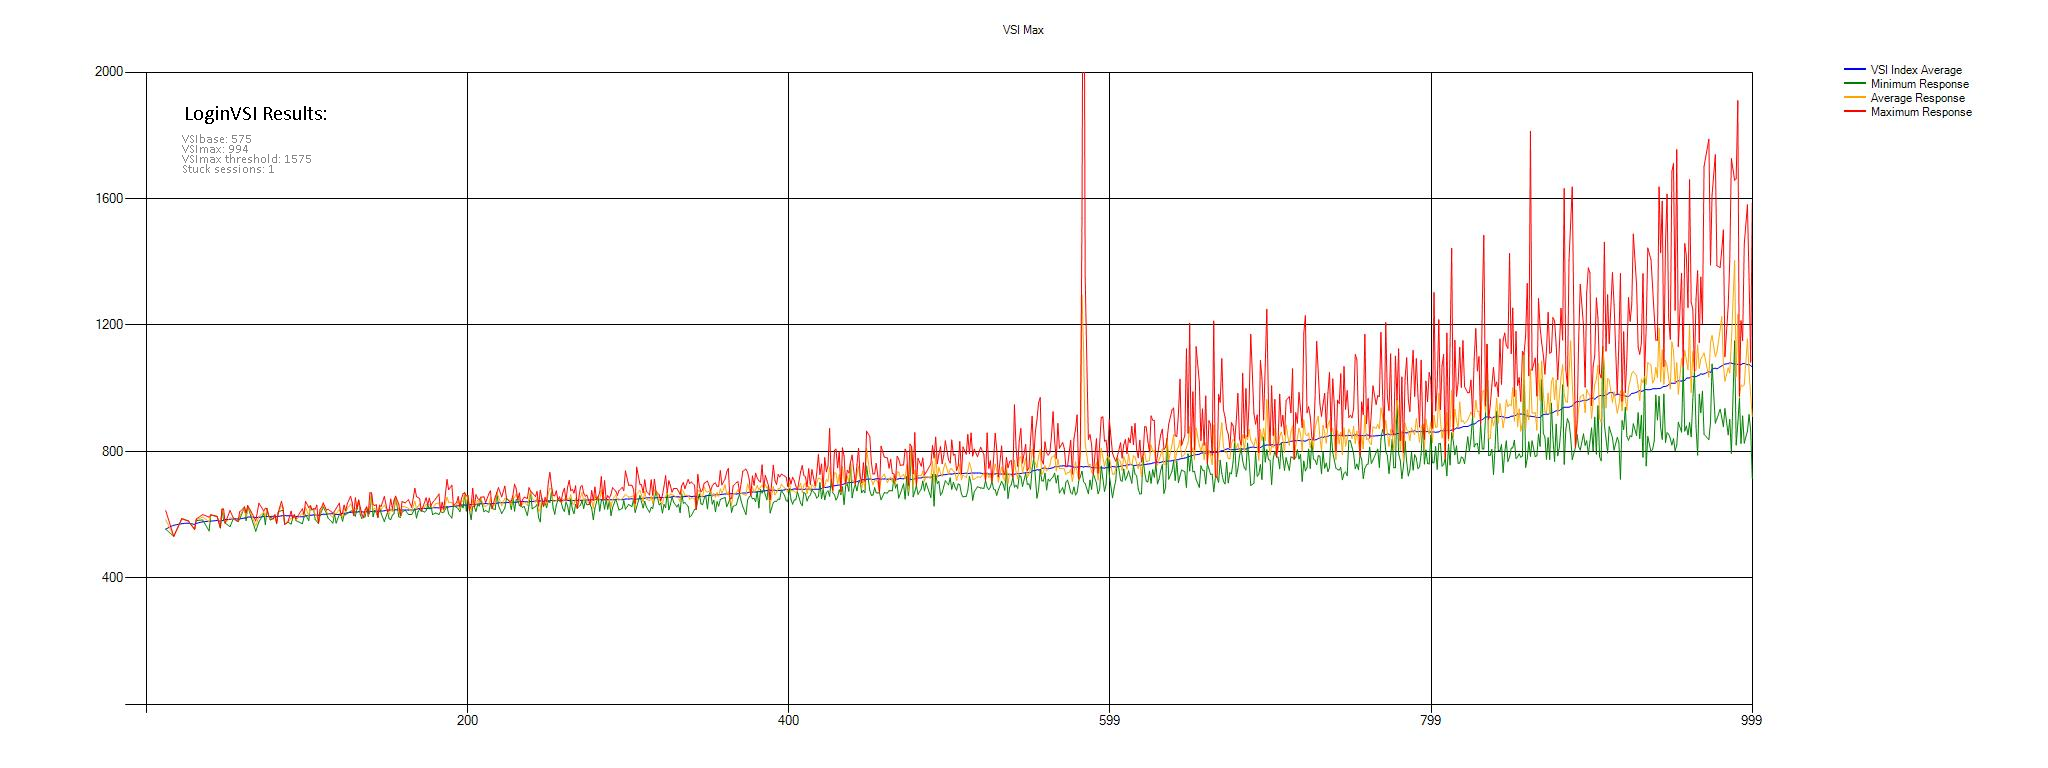 VSI Max
2000
1600
1200
800
400
LoginVSI Results:
VSIbase: 575
VSImax: 994
VSImax threshold: 1575
Stuck sessions: 1
VSI Index Average
Minimum Response
Average Response
Maximum Response
200 400 599 799 999